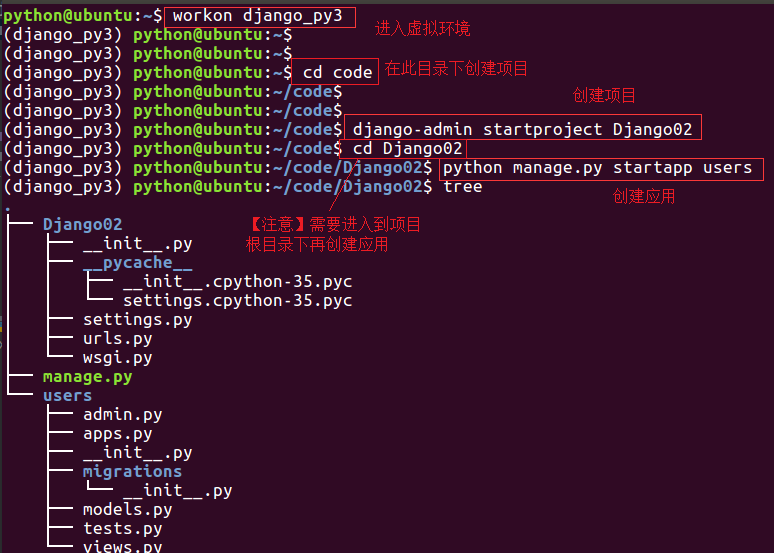 python@ubuntu:~$ workon django_py3
进入虚拟环境
(django_py3) python@ubuntu:~$
(django_py3) python@ubuntu:~$
(django_py3) python@ubuntu:~$ cd code
在此目录下创建项目
(django_py3) python@ubuntu:~/code$
创建项目
(django_py3) python@ubuntu:~/code$
(django_py3) python@ubuntu:~/code$ django-admin startproject Django02
(django_py3) python@ubuntu:~/code$ cd Django02
(django_py3) python@ubuntu:~/code/Django02$ python manage.py startapp users
(django_py3) python@ubuntu:~/code/Django02$ tree
创建应用
.
├── Django02
【注意】需要进入到项目
根目录下再创建应用
│   ├── __init__.py
│   ├── __pycache__
│   │   ├── __init__.cpython-35.pyc
│   │   └── settings.cpython-35.pyc
│   ├── settings.py
│   ├── urls.py
│   └── wsgi.py
├── manage.py
└── users
    ├── admin.py
    ├── apps.py
    ├── __init__.py
    ├── migrations
    │   └── __init__.py
    ├── models.py
    ├── tests.py
    └── views.py